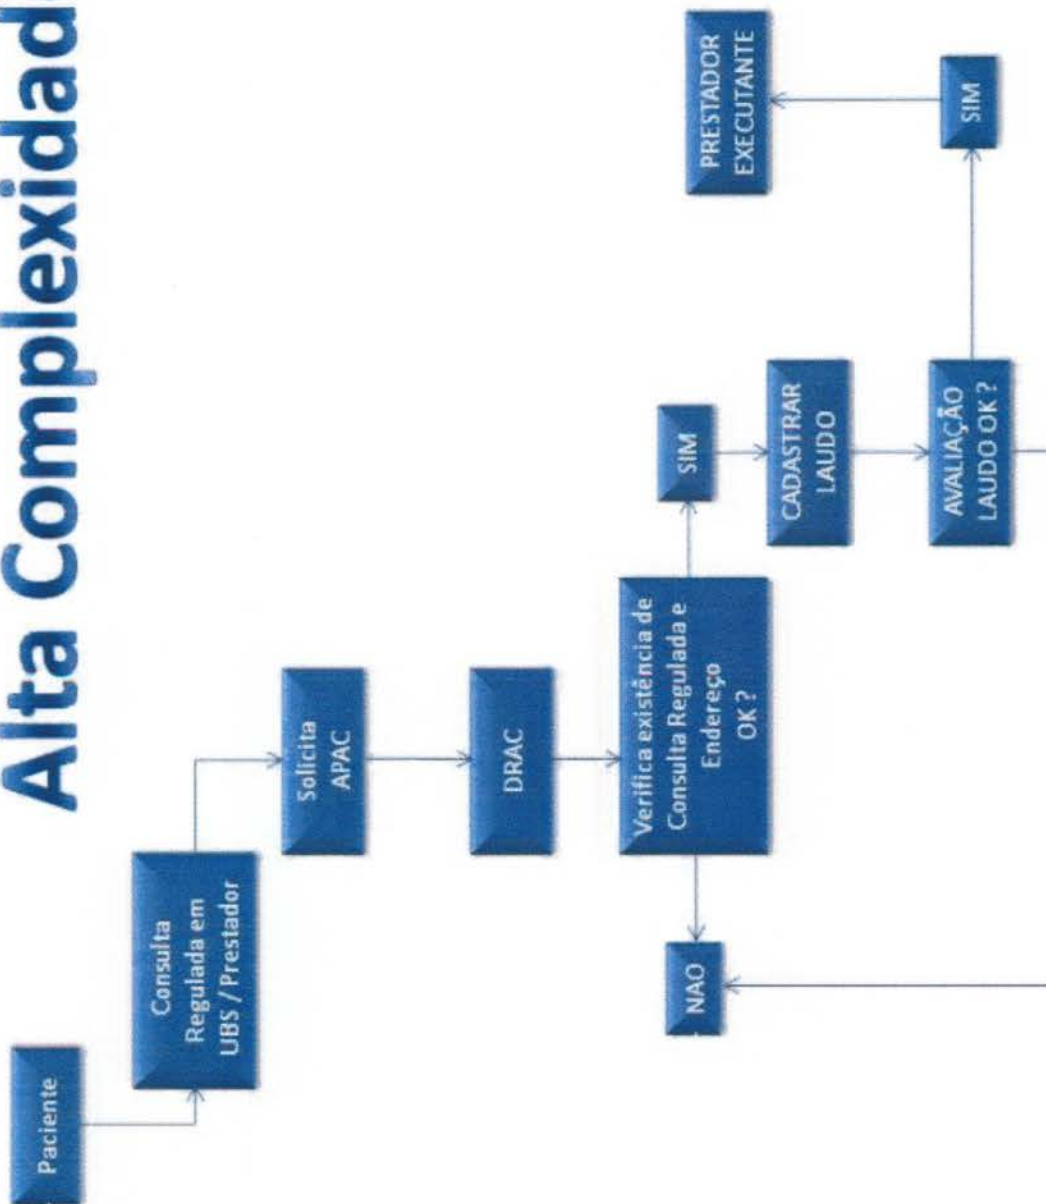 Alta Complexidad
Paciente
Consulta
Regulada em
UBS / Prestador
Solicita
APAC
DRAC
Verifica existência de
Consulta Regulada e
Endereço
OK ?
NAO
SIM
CADASTRAR
LAUDO
AVALIAÇÃO
LAUDO OK ?
SIM
PRESTADOR
EXECUTANTE